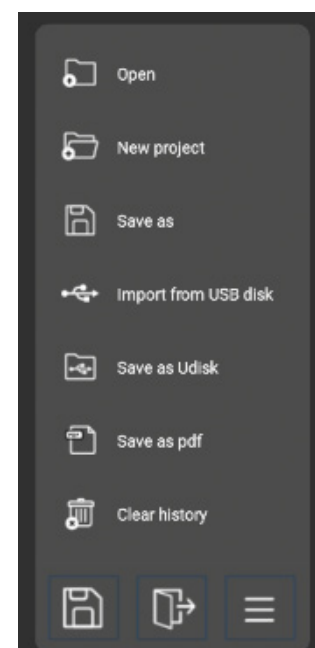 Open
New project
Save as
Import from USB disk
Save as Udisk
Save as pdf
Clear history